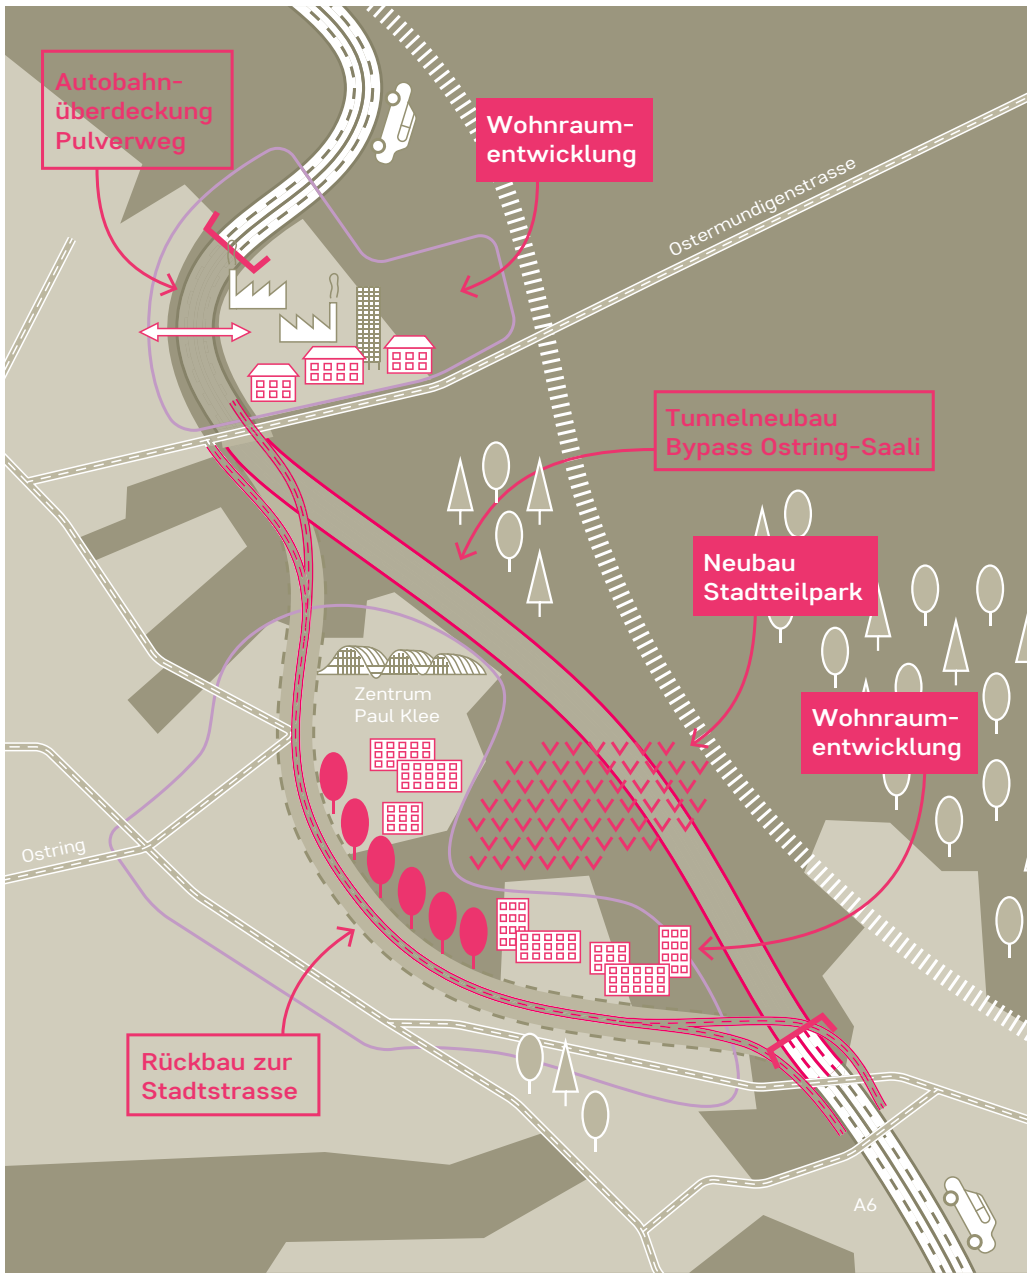 Autobahn-
überdeckung
Pulverweg
Wohnraum-
entwicklung
Ostermundigenstrasse
Tunnelneubau
Bypass Ostring-Saali
Neubau
Stadtteilpark
Zentrum
Paul Klee
Wohnraum-
entwicklung
Ostring
Rückbau zur
Stadtstrasse
A6